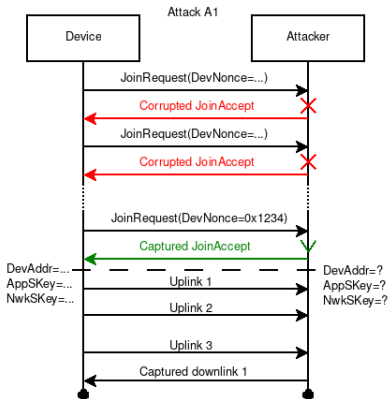 Attack A1
Device
Attacker
JoinRequest(DevNonce=...)
Corrupted JoinAccept
JoinRequest(DevNonce=...)
Corrupted JoinAccept
JoinRequest(DevNonce=0x1234)
Captured JoinAccept
DevAddr=...
AppSKey=...
NwkSKey=...
DevAddr=?
AppSKey=?
NwkSKey=?
Uplink 1
Uplink 2
Uplink 3
Captured downlink 1